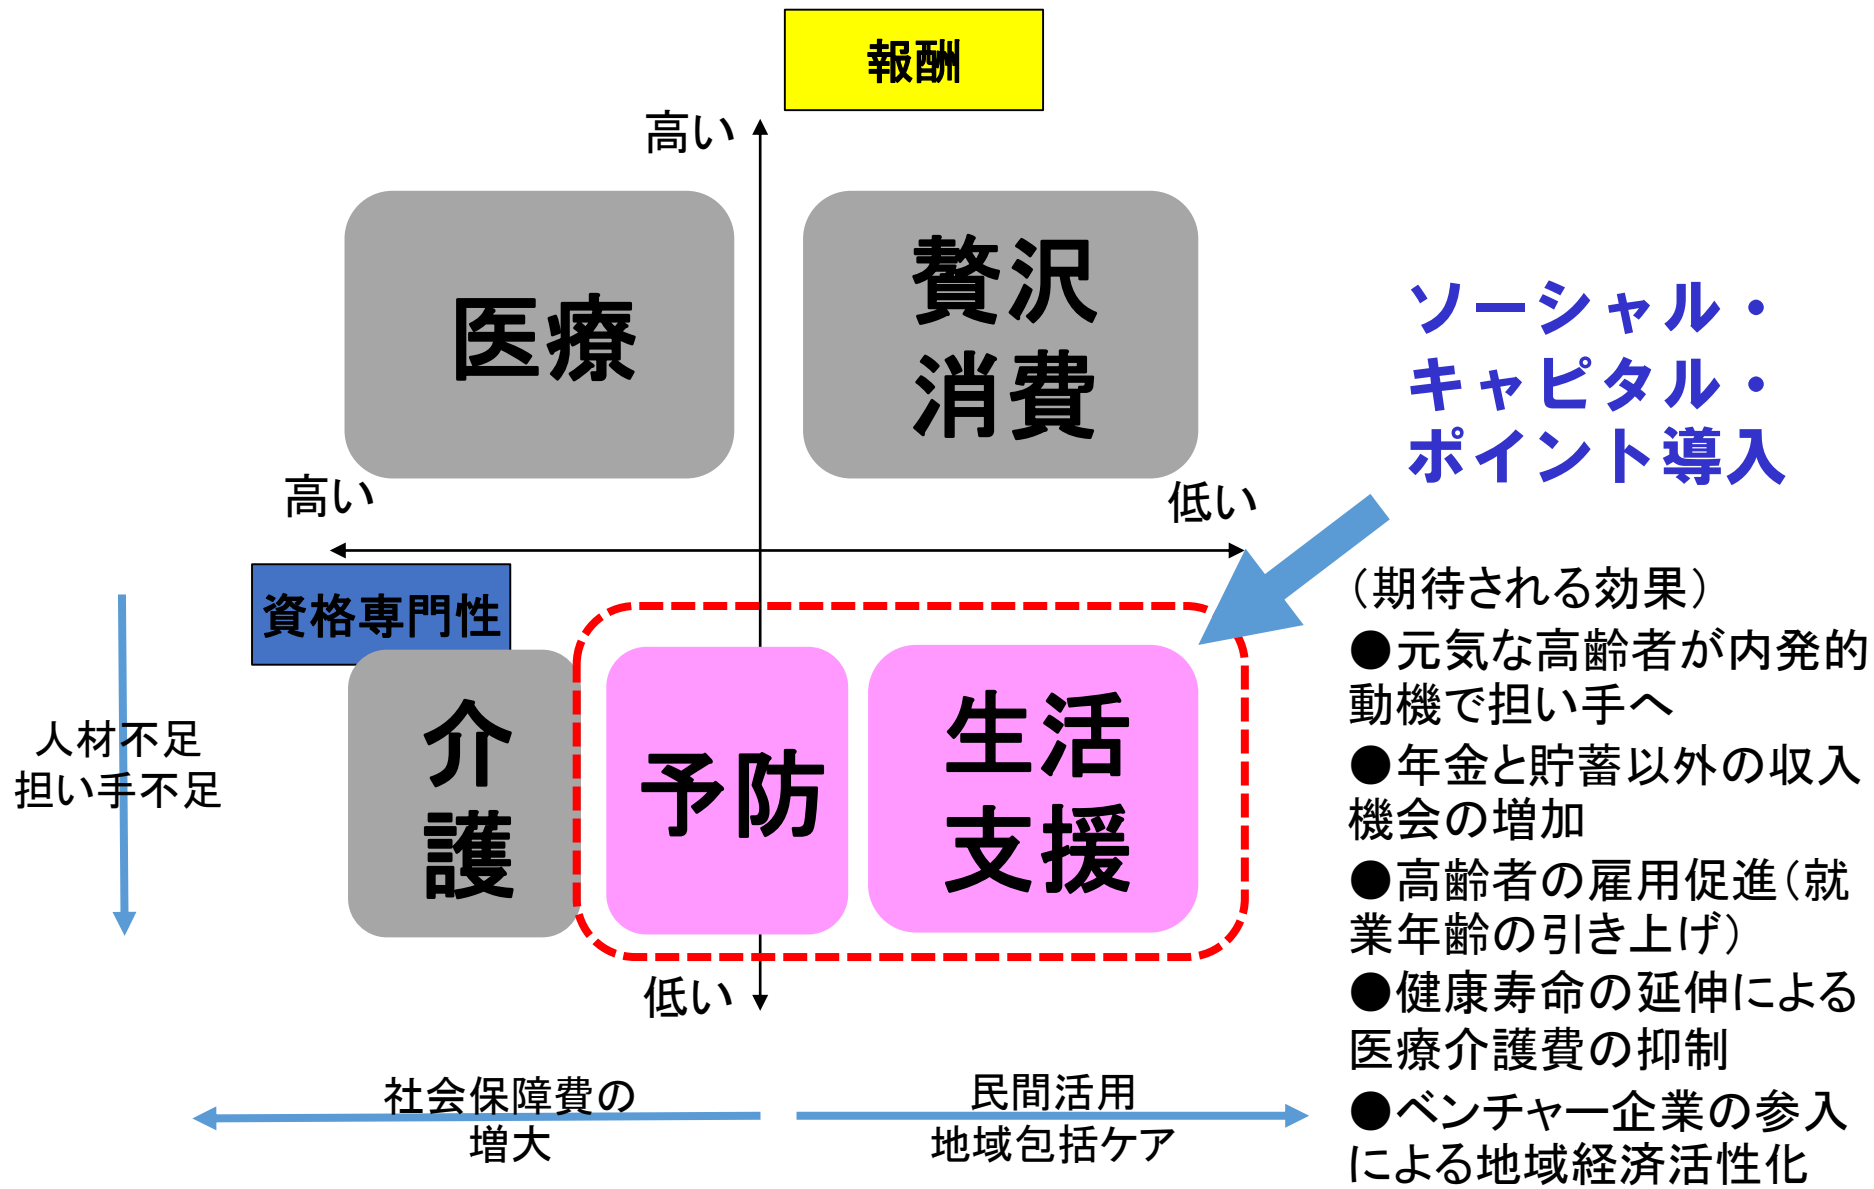 報酬
高い
医療
贅沢
消費
ソーシャル・
キャピタル・
ポイント導入
高い
低い
資格専門性
人材不足
担い手不足
介
護
予防
生活
支援
低い
（期待される効果）
●元気な高齢者が内発的
動機で担い手へ
●年金と貯蓄以外の収入
機会の増加
●高齢者の雇用促進（就
業年齢の引き上げ）
●健康寿命の延伸による
医療介護費の抑制
●ベンチャー企業の参入
による地域経済活性化
社会保障費の
増大
民間活用
地域包括ケア